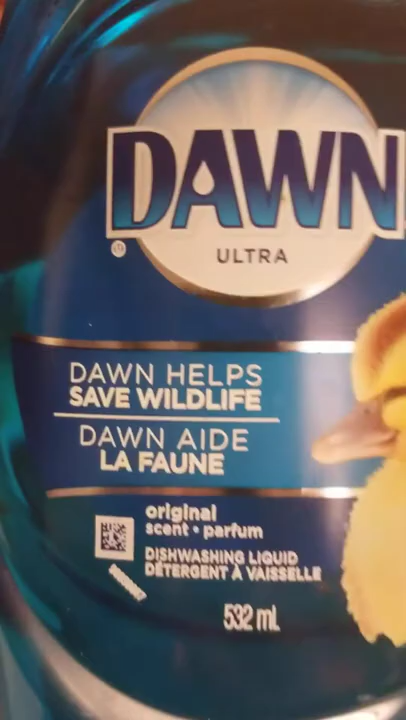 DAWN
ULTRA
DAWN HELPS
SAVE WILDLIFE
DAWN AIDE
LA FAUNE
original
scent • parfum
DISHWASHING LIQUID
DÉTERGENT À VAISSELLE
532 mL